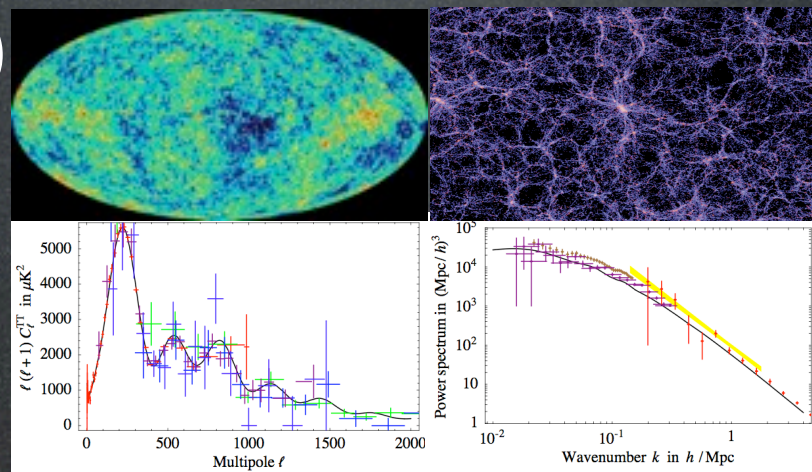 )
5000
4000
3000
2000
1000
0
ℓ (ℓ+1) C_ℓ^TT in μK²
0 500 1000 1500 2000
Multipole ℓ
10⁵
10⁴
10³
10²
10
1
Power spectrum in (Mpc/h)³
10⁻² 10⁻¹ 1
Wavenumber k in h/Mpc